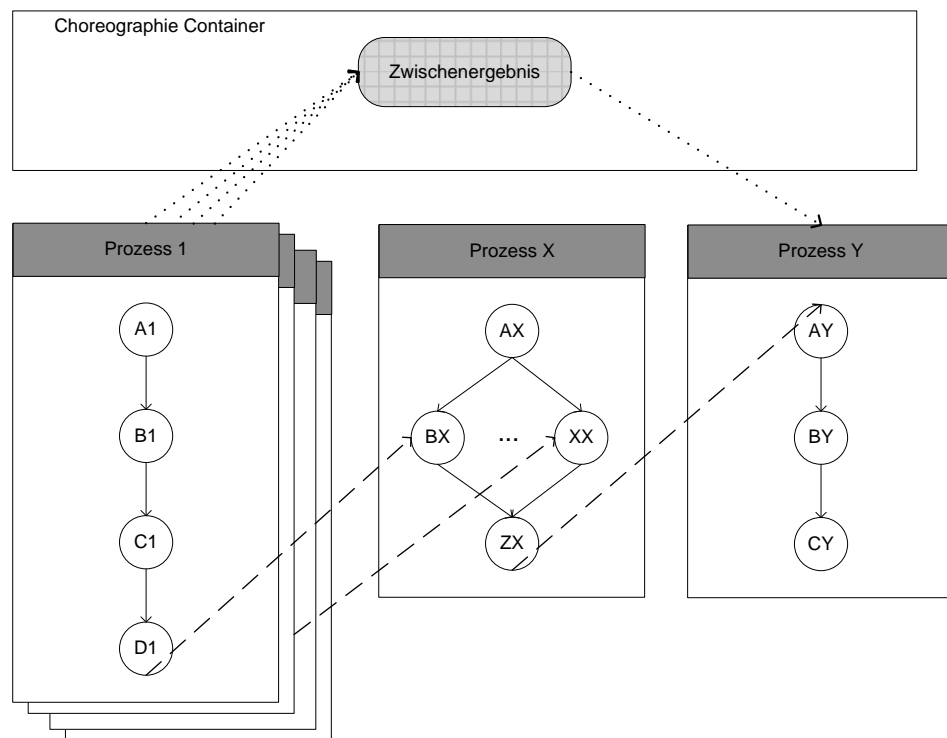 Choreographie Container
Zwischenergebnis
Prozess 1
Prozess X
Prozess Y
A1
AX
AY
B1
BX
...
XX
BY
C1
ZX
CY
D1